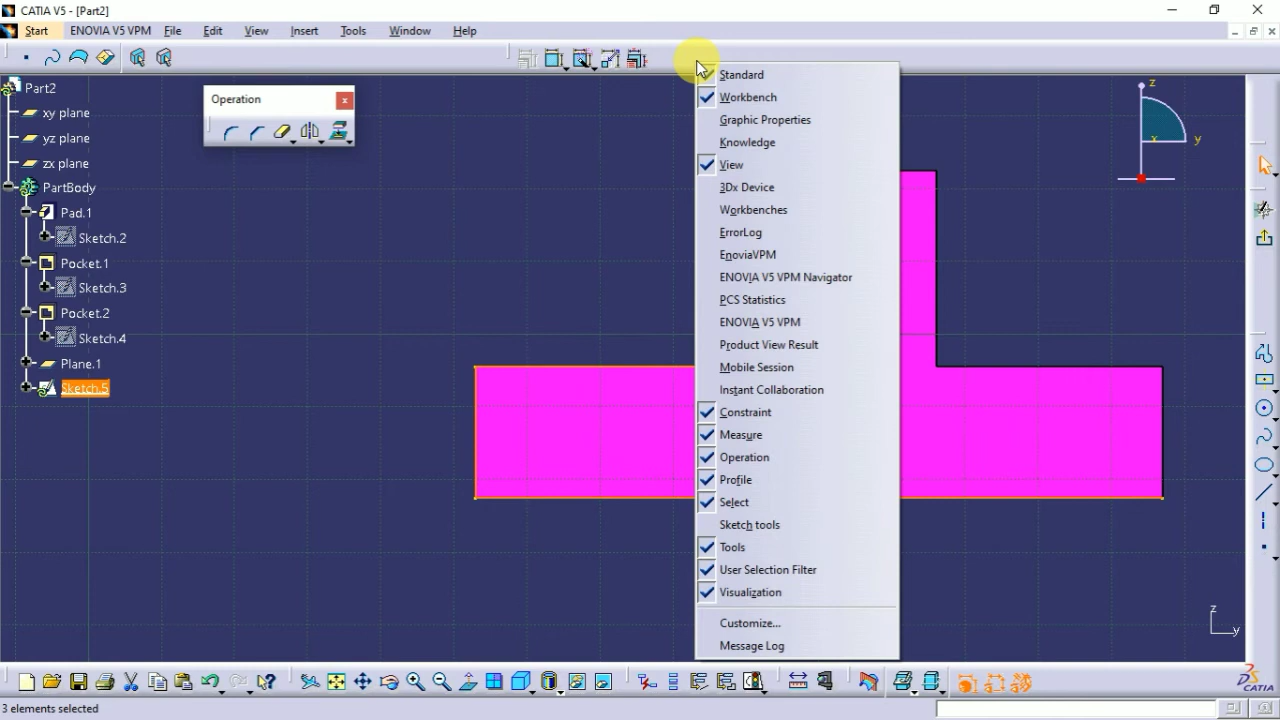 CATIA V5 - [Part2]
Start ENOVIA V5 VPM File Edit View Insert Tools Window Help
Part2
xy plane
yz plane
zx plane
PartBody
Pad.1
Sketch.2
Pocket.1
Sketch.3
Pocket.2
Sketch.4
Plane.1
Sketch.5
Operation
x
Standard
Workbench
Graphic Properties
Knowledge
View
3Dx Device
Workbenches
ErrorLog
EnoviaVPM
ENOVIA V5 VPM Navigator
PCS Statistics
ENOVIA V5 VPM
Product View Result
Mobile Session
Instant Collaboration
Constraint
Measure
Operation
Profile
Select
Sketch tools
Tools
User Selection Filter
Visualization
Customize...
Message Log
z
x y
z
y
CATIA
3 elements selected